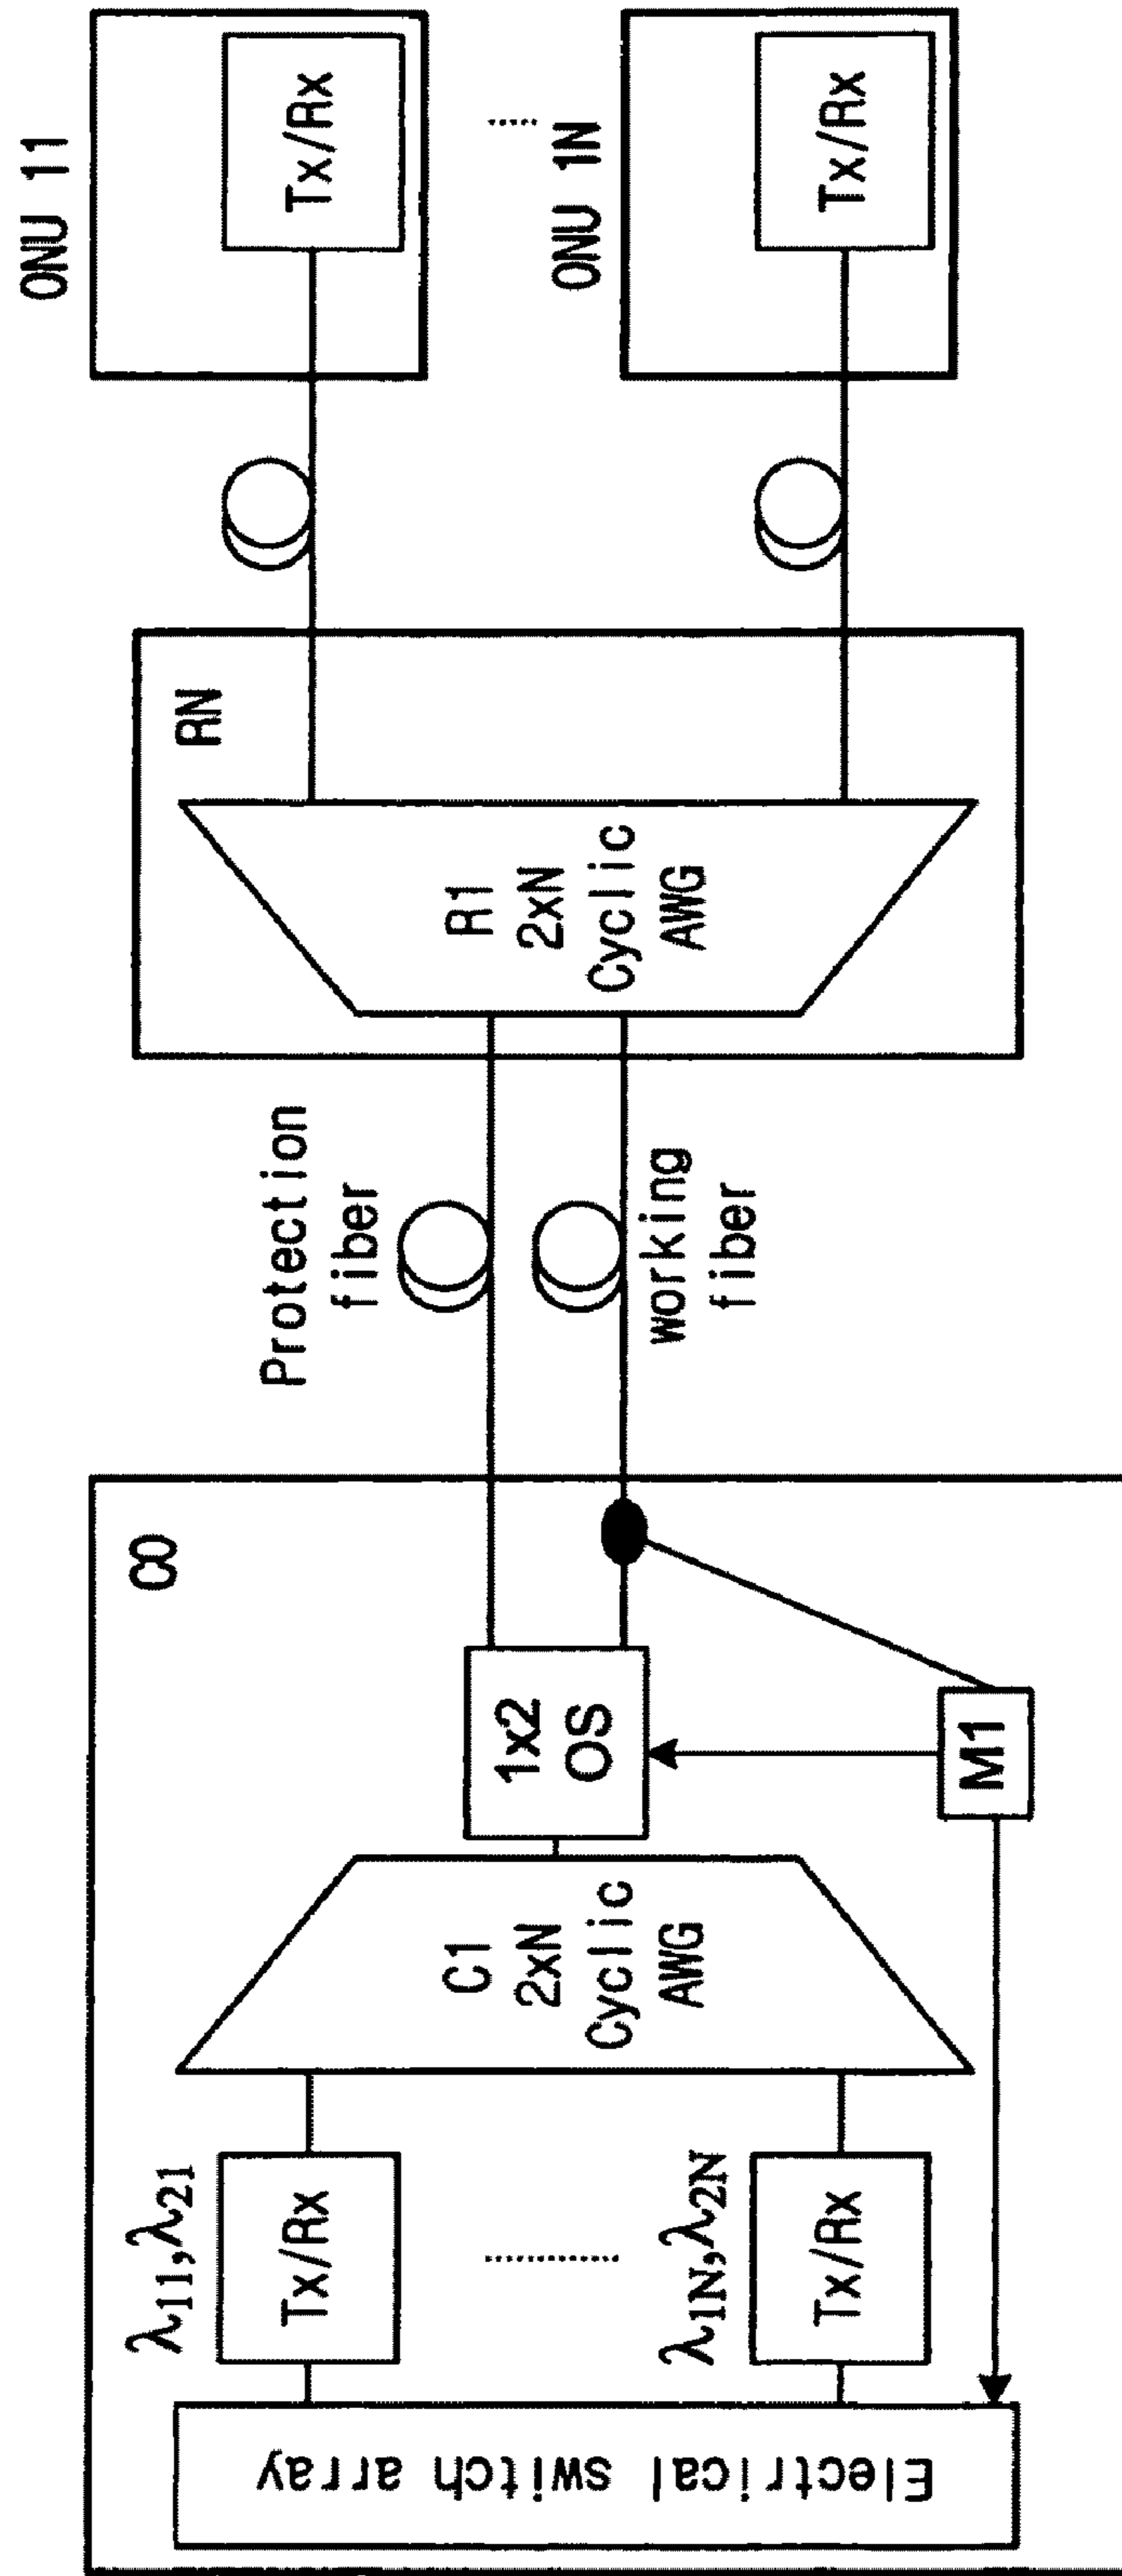 CO
Electrical switch array
λ11,λ21
Tx/Rx
λ1N,λ2N
Tx/Rx
C1
2xN
Cyclic
AWG
1x2
OS
M1
Protection
fiber
working
fiber
RN
R1
2xN
Cyclic
AWG
ONU 11
Tx/Rx
ONU 1N
Tx/Rx